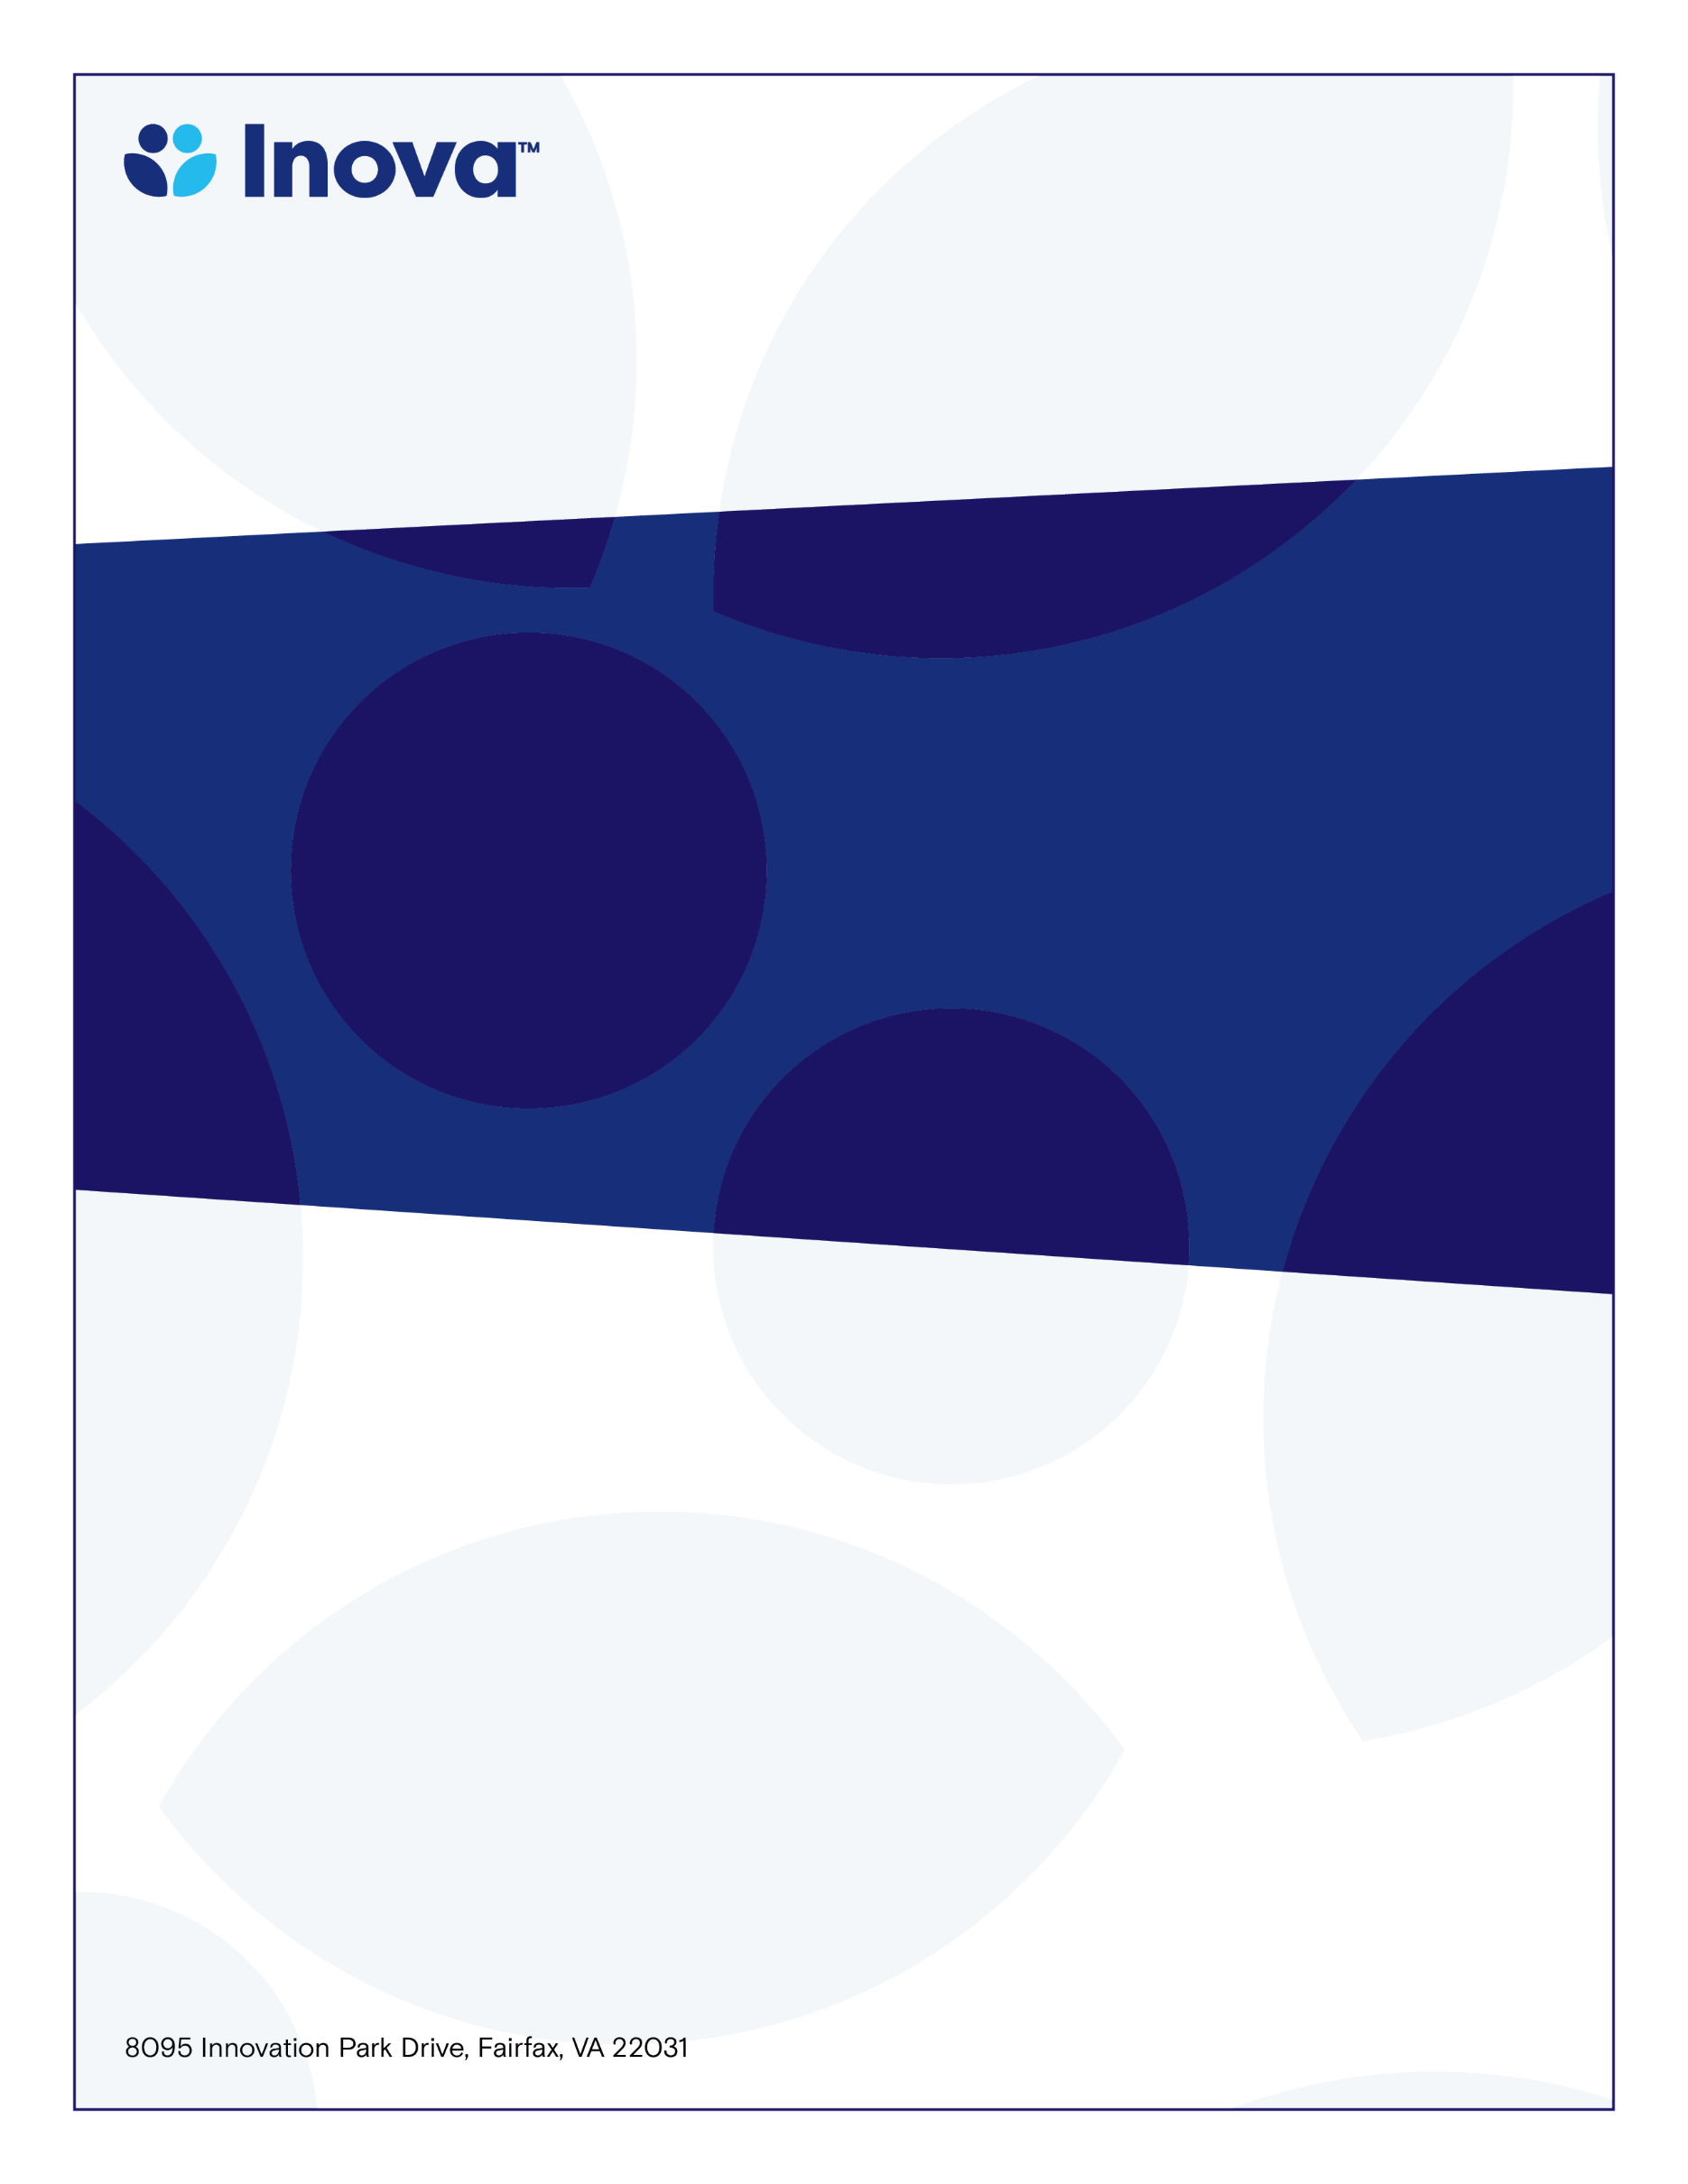 Inova™
8095 Innovation Park Drive, Fairfax, VA 22031